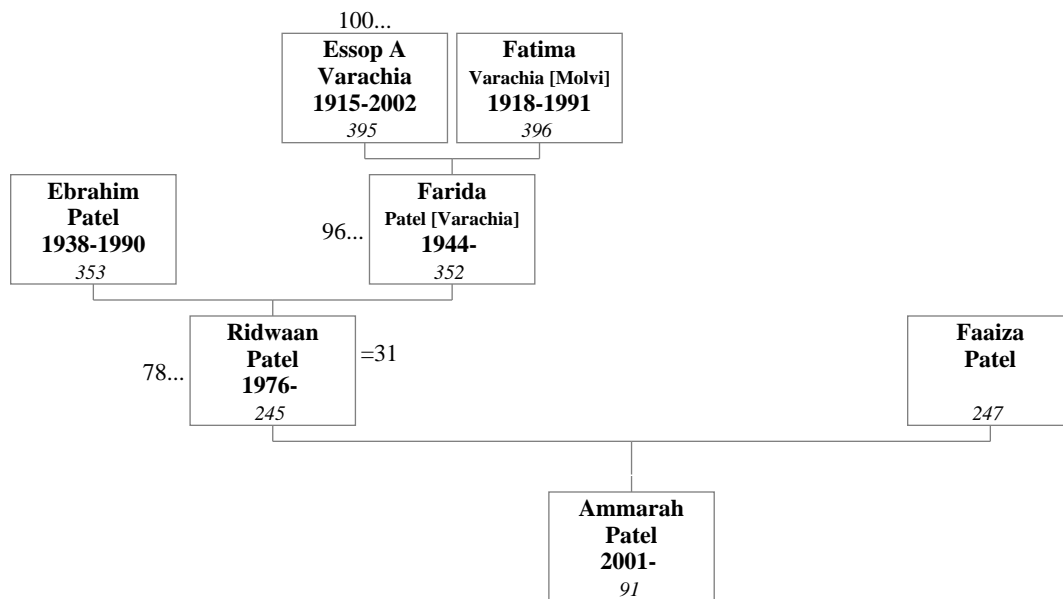 100...
Essop A
Varachia
1915-2002
395
Fatima
Varachia [Molvi]
1918-1991
396
Ebrahim
Patel
1938-1990
353
96...
Farida
Patel [Varachia]
1944-
352
78...
Ridwaan
Patel
1976-
245
=31
Faaiza
Patel
247
Ammarah
Patel
2001-
91